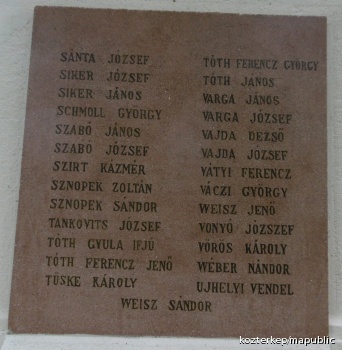 SÁNTA JÓZSEF
SIKER JÓZSEF
SIKER JÁNOS
SCHMOLL GYÖRGY
SZABÓ JÁNOS
SZABÓ JÓZSEF
SZIRT KÁZMÉR
SZNOPEK ZOLTÁN
SZNOPEK SÁNDOR
TANKOVITS JÓZSEF
TÓTH GYULA IFJÚ
TÓTH FERENCZ JENŐ
TÜSKE KÁROLY
TÓTH FERENCZ GYÖRGY
TÓTH JÁNOS
VARGA JÁNOS
VARGA JÓZSEF
VAJDA DEZSŐ
VAJDA JÓZSEF
VÁTYI FERENCZ
VÁCZI GYÖRGY
WEISZ JENŐ
VONYÓ JÓZSZEF
VÖRÖS KÁROLY
WÉBER NÁNDOR
UJHELYI VENDEL
WEISZ SÁNDOR
kozterkep/mapublic